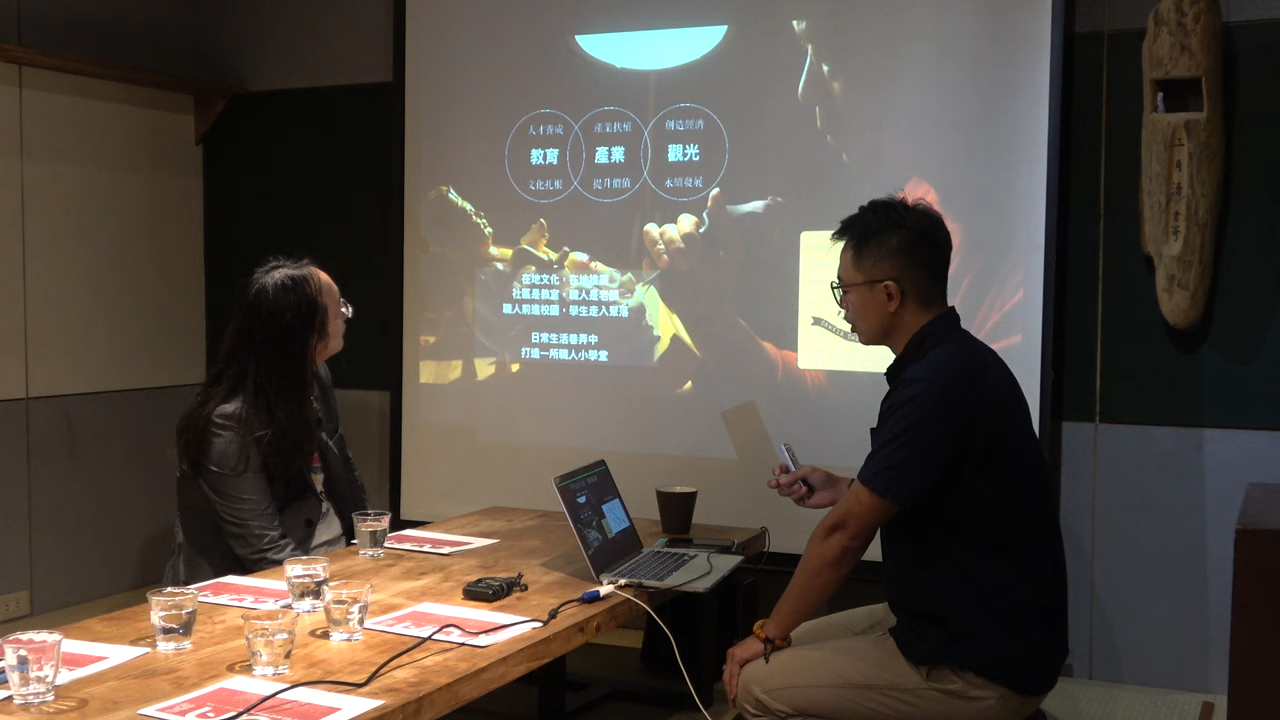 人才養成
教育
文化扎根
產業扶植
產業
提升價值
創造經濟
觀光
永續發展
在地文化，在地
社區是教室，職人是老師
職人前進校園，學生走入聚落
日常生活巷弄中
打造一所職人小學堂
三角湧